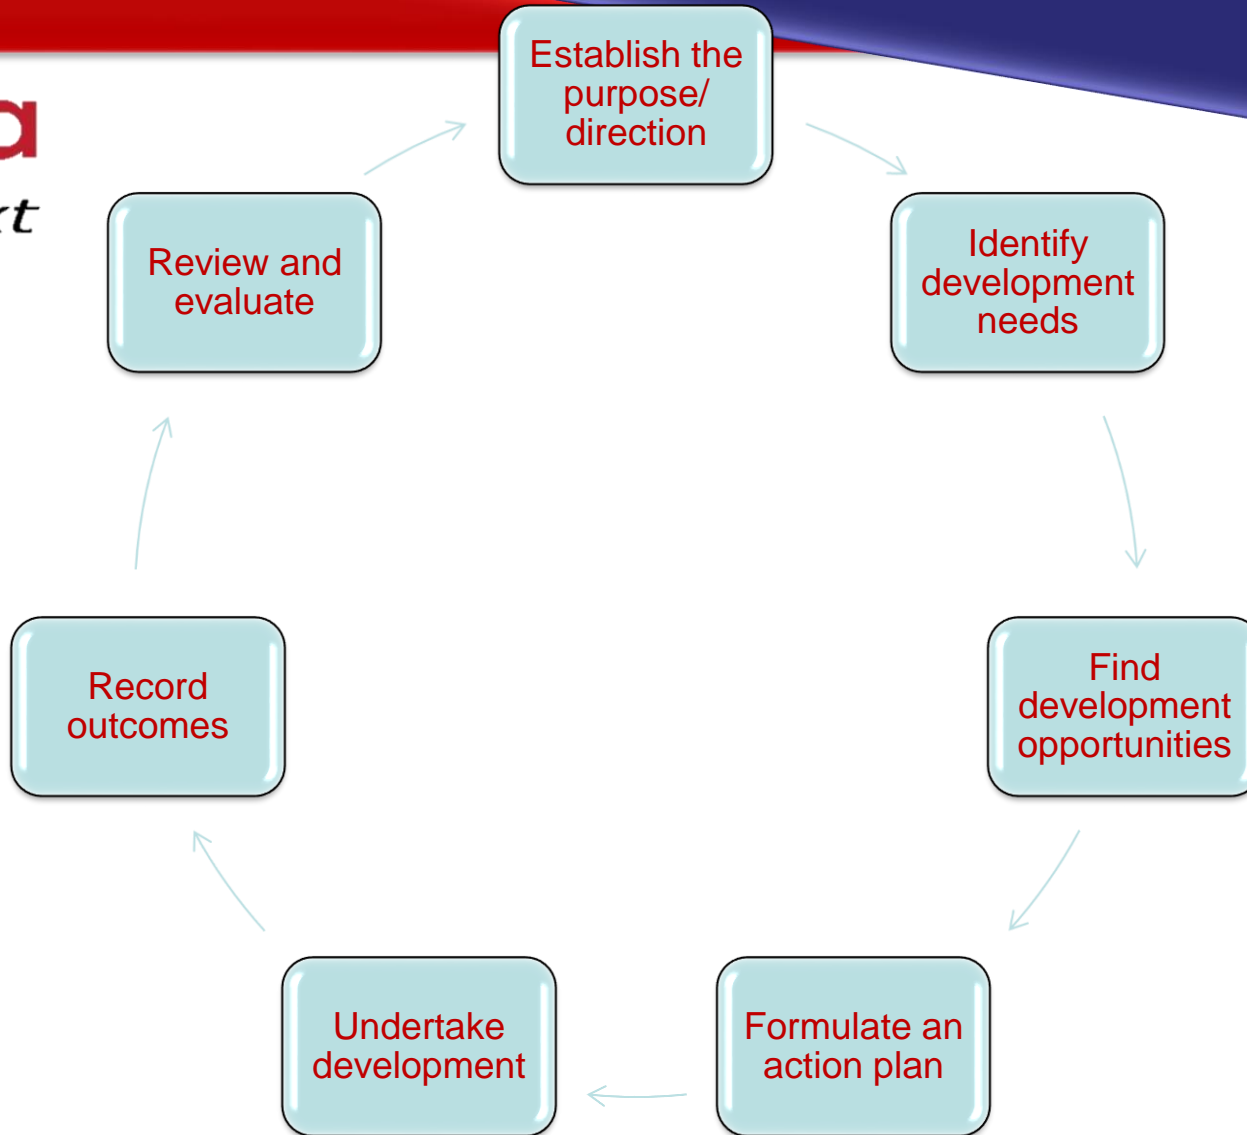 Establish the
purpose/
direction
Identify
development
needs
Find
development
opportunities
Formulate an
action plan
Undertake
development
Record
outcomes
Review and
evaluate